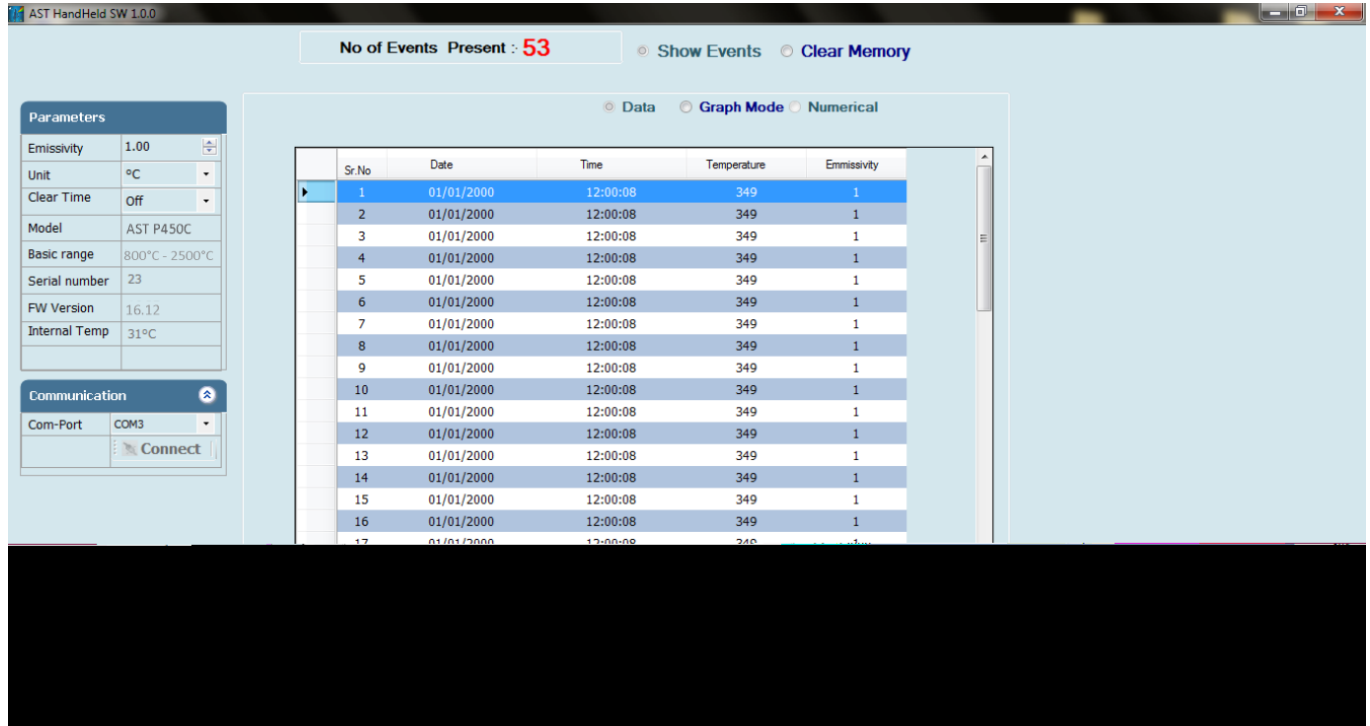 AST HandHeld SW 1.0.0
No of Events Present :- 53
Show Events Clear Memory
Data Graph Mode Numerical
Parameters
Emissivity 1.00
Unit °C
Clear Time Off
Model AST P450C
Basic range 800°C - 2500°C
Serial number 23
FW Version 16.12
Internal Temp 31°C
Communication
Com-Port COM3
Connect
Sr.No Date Time Temperature Emmissivity
1 01/01/2000 12:00:08 349 1
2 01/01/2000 12:00:08 349 1
3 01/01/2000 12:00:08 349 1
4 01/01/2000 12:00:08 349 1
5 01/01/2000 12:00:08 349 1
6 01/01/2000 12:00:08 349 1
7 01/01/2000 12:00:08 349 1
8 01/01/2000 12:00:08 349 1
9 01/01/2000 12:00:08 349 1
10 01/01/2000 12:00:08 349 1
11 01/01/2000 12:00:08 349 1
12 01/01/2000 12:00:08 349 1
13 01/01/2000 12:00:08 349 1
14 01/01/2000 12:00:08 349 1
15 01/01/2000 12:00:08 349 1
16 01/01/2000 12:00:08 349 1
17 01/01/2000 12:00:08